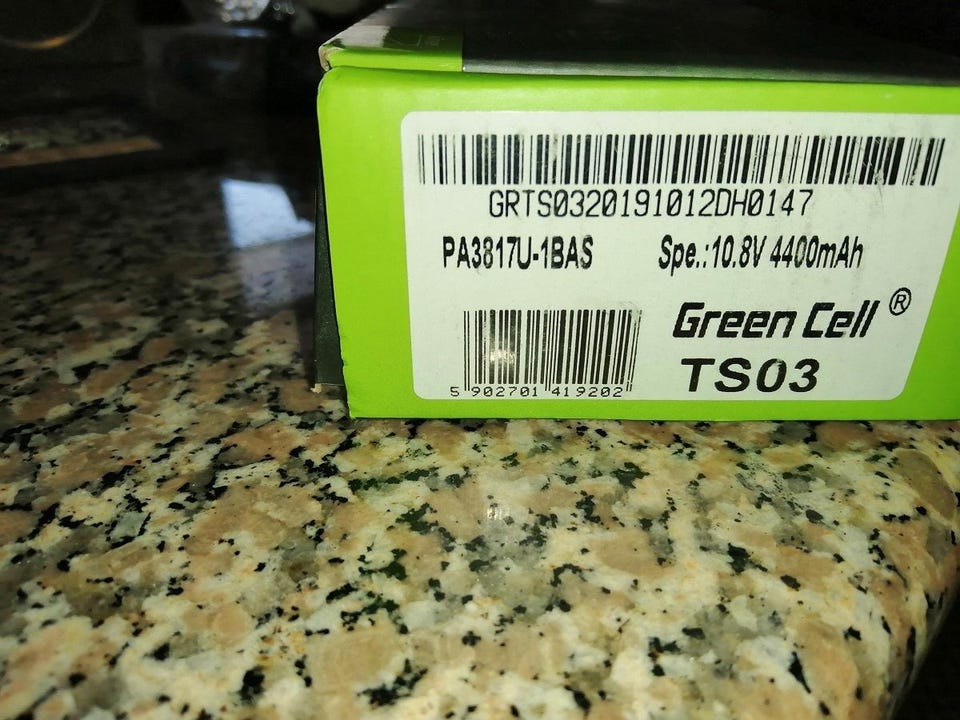 GRTS0320191012DH0147
PA3817U-1BAS Spe.:10.8V 4400mAh
Green Cell ®
TS03
5 902701 419202